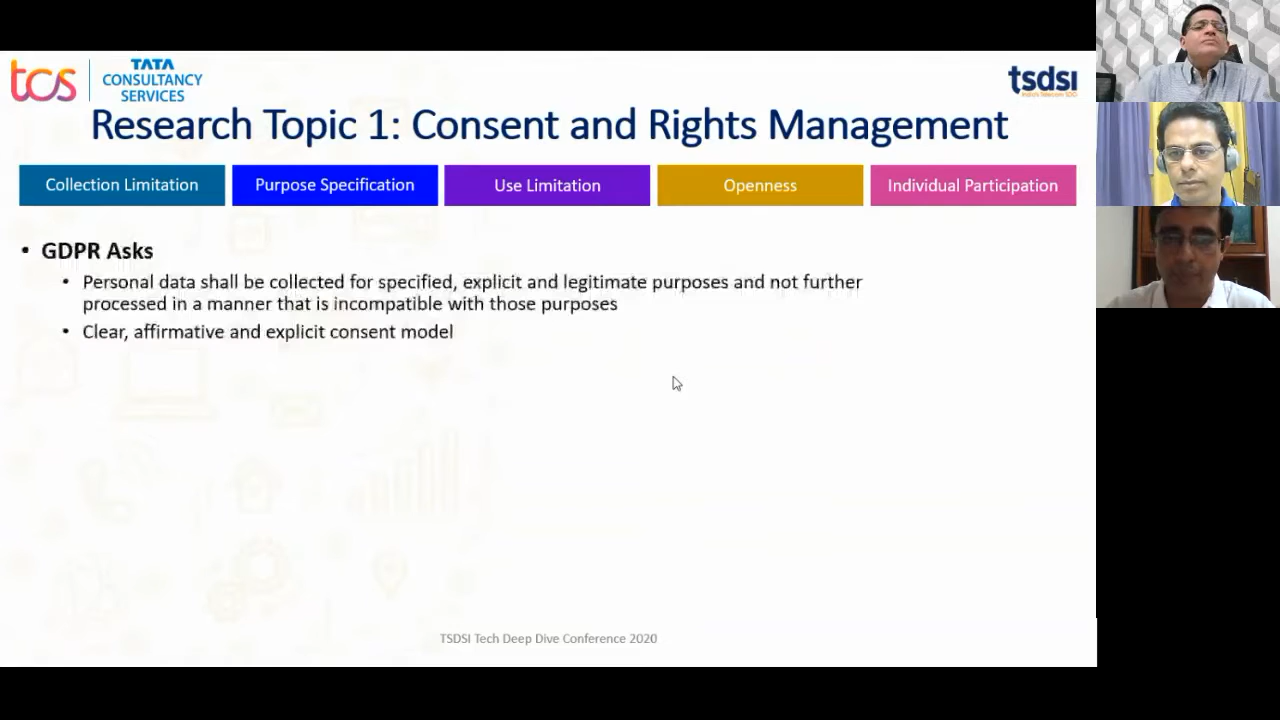 tcs
TATA
CONSULTANCY
SERVICES
tsdsi
India's Telecom SDO
Research Topic 1: Consent and Rights Management
Collection Limitation
Purpose Specification
Use Limitation
Openness
Individual Participation
• GDPR Asks
• Personal data shall be collected for specified, explicit and legitimate purposes and not further
processed in a manner that is incompatible with those purposes
• Clear, affirmative and explicit consent model
TSDSI Tech Deep Dive Conference 2020